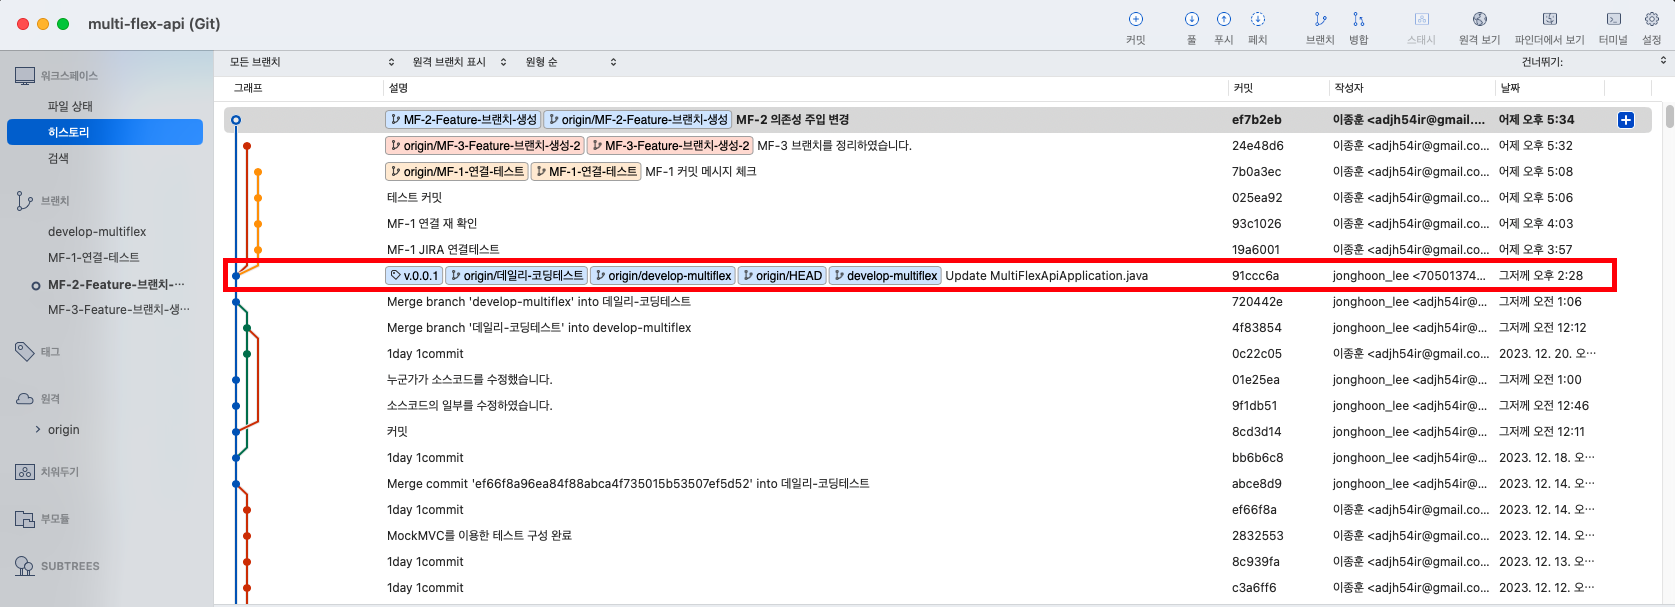 multi-flex-api (Git)
커밋 풀 푸시 페치 브랜치 병합 스태시 원격 보기 파인더에서 보기 터미널 설정
워크스페이스
파일 상태
히스토리
검색
브랜치
develop-multiflex
MF-1-연결-테스트
MF-2-Feature-브랜치-…
MF-3-Feature-브랜치-생…
태그
원격
origin
치워두기
부모듈
SUBTREES
모든 브랜치 원격 브랜치 표시 원형 순 건너뛰기:
그래프 설명 커밋 작성자 날짜
MF-2-Feature-브랜치-생성 origin/MF-2-Feature-브랜치-생성 MF-2 의존성 주입 변경 ef7b2eb 이종훈 <adjh54ir@gmail.... 어제 오후 5:34
origin/MF-3-Feature-브랜치-생성-2 MF-3-Feature-브랜치-생성-2 MF-3 브랜치를 정리하였습니다. 24e48d6 이종훈 <adjh54ir@gmail.co... 어제 오후 5:32
origin/MF-1-연결-테스트 MF-1-연결-테스트 MF-1 커밋 메시지 체크 7b0a3ec 이종훈 <adjh54ir@gmail.co... 어제 오후 5:08
테스트 커밋 025ea92 이종훈 <adjh54ir@gmail.co... 어제 오후 5:06
MF-1 연결 재 확인 93c1026 이종훈 <adjh54ir@gmail.co... 어제 오후 4:03
MF-1 JIRA 연결테스트 19a6001 이종훈 <adjh54ir@gmail.co... 어제 오후 3:57
v.0.0.1 origin/데일리-코딩테스트 origin/develop-multiflex origin/HEAD develop-multiflex Update MultiFlexApiApplication.java 91ccc6a jonghoon_lee <70501374... 그저께 오후 2:28
Merge branch 'develop-multiflex' into 데일리-코딩테스트 720442e jonghoon_lee <adjh54ir@... 그저께 오전 1:06
Merge branch '데일리-코딩테스트' into develop-multiflex 4f83854 jonghoon_lee <adjh54ir@... 그저께 오전 12:12
1day 1commit 0c22c05 이종훈 <adjh54ir@gmail.co... 2023. 12. 20. 오…
누군가가 소스코드를 수정했습니다. 01e25ea jonghoon_lee <adjh54ir@... 그저께 오전 1:00
소스코드의 일부를 수정하였습니다. 9f1db51 jonghoon_lee <adjh54ir@... 그저께 오전 12:46
커밋 8cd3d14 jonghoon_lee <adjh54ir@... 그저께 오전 12:11
1day 1commit bb6b6c8 jonghoon_lee <adjh54ir@... 2023. 12. 18. 오…
Merge commit 'ef66f8a96ea84f88abca4f735015b53507ef5d52' into 데일리-코딩테스트 abce8d9 jonghoon_lee <adjh54ir@... 2023. 12. 14. 오…
1day 1commit ef66f8a 이종훈 <adjh54ir@gmail.co... 2023. 12. 14. 오…
MockMVC를 이용한 테스트 구성 완료 2832553 이종훈 <adjh54ir@gmail.co... 2023. 12. 14. 오…
1day 1commit 8c939fa 이종훈 <adjh54ir@gmail.co... 2023. 12. 13. 오…
1day 1commit c3a6ff6 이종훈 <adjh54ir@gmail.co... 2023. 12. 12. 오…